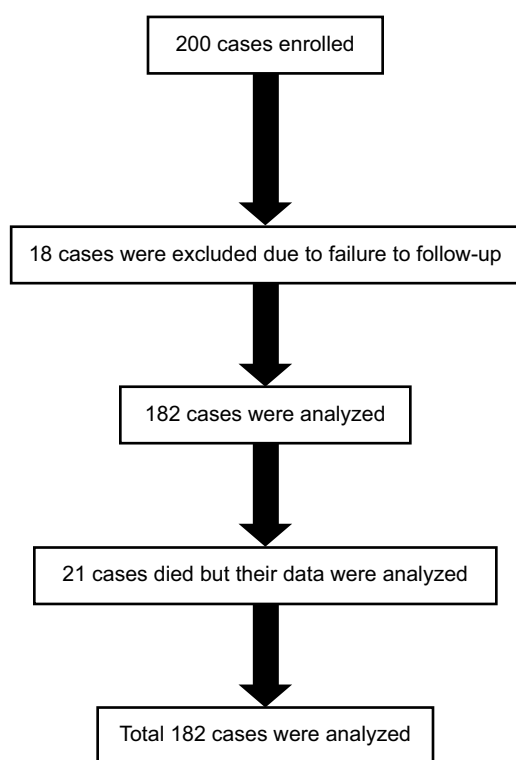 200 cases enrolled
18 cases were excluded due to failure to follow-up
182 cases were analyzed
21 cases died but their data were analyzed
Total 182 cases were analyzed